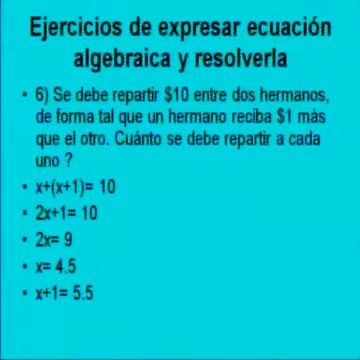 Ejercicios de expresar ecuación
algebraica y resolverla
• 6) Se debe repartir $10 entre dos hermanos,
de forma tal que un hermano reciba $1 más
que el otro. Cuánto se debe repartir a cada
uno ?
• x+(x+1)= 10
• 2x+1= 10
• 2x= 9
• x= 4.5
• x+1= 5.5